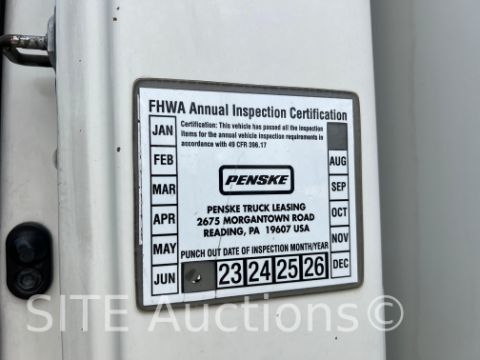 FHWA Annual Inspection Certification
Certification: This vehicle has passed all the inspection
items for the annual vehicle inspection requirements in
accordance with 49 CFR 396.17
JAN
FEB
MAR
APR
MAY
JUN
AUG
SEP
OCT
NOV
DEC
PENSKE
PENSKE TRUCK LEASING
2675 MORGANTOWN ROAD
READING, PA 19607 USA
PUNCH OUT DATE OF INSPECTION MONTH/YEAR
23 24 25 26
SITE Auctions.com